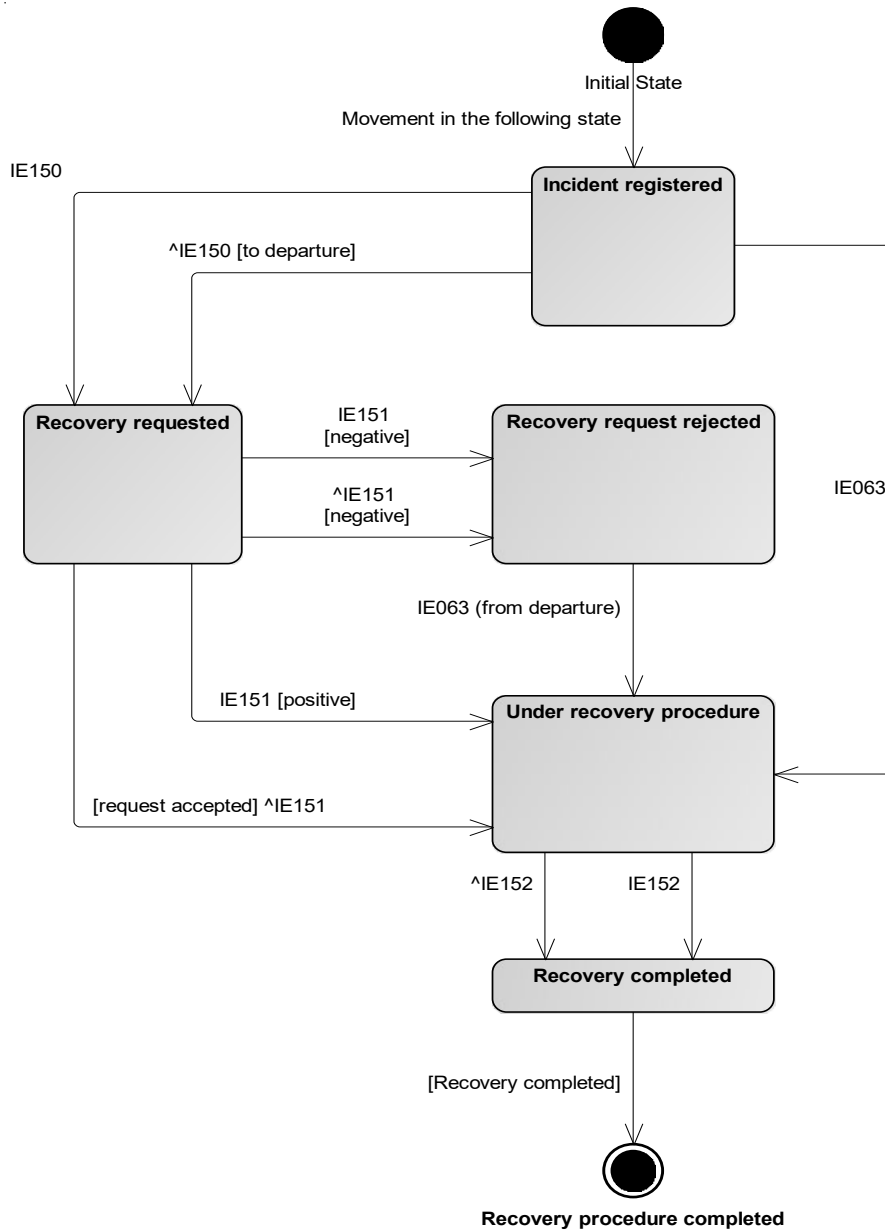 Initial State
Movement in the following state
IE150
Incident registered
^IE150 [to departure]
Recovery requested
IE151
[negative]
Recovery request rejected
^IE151
[negative]
IE063
IE063 (from departure)
IE151 [positive]
Under recovery procedure
[request accepted] ^IE151
^IE152
IE152
Recovery completed
[Recovery completed]
Recovery procedure completed